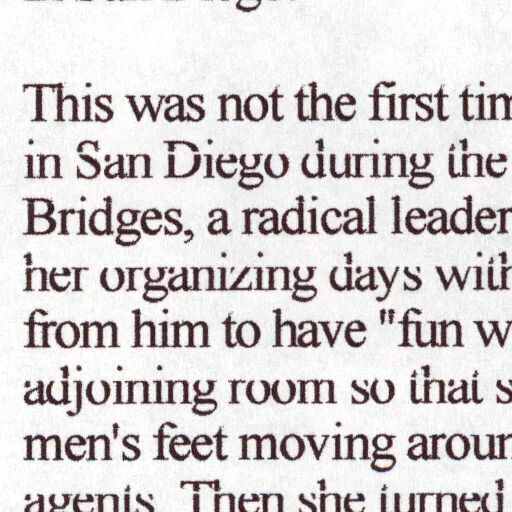 This was not the first tim
in San Diego during the
Bridges, a radical leader
her organizing days with
from him to have "fun w
adjoining room so that s
men's feet moving aroun
agents. Then she turned